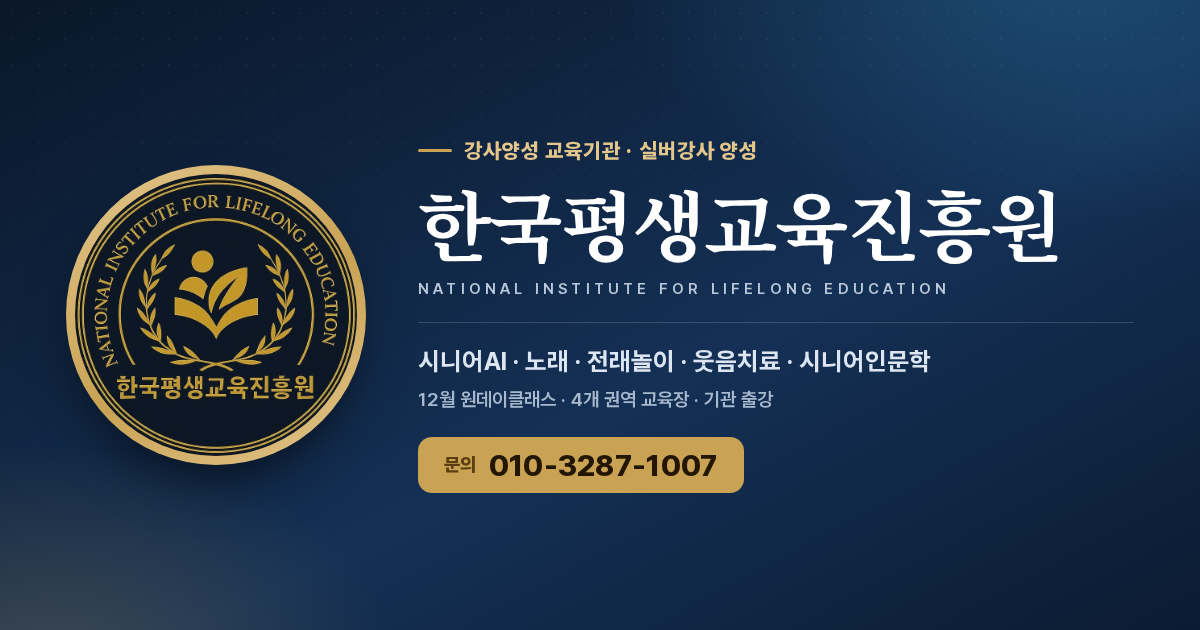 NATIONAL INSTITUTE FOR LIFELONG EDUCATION
한국평생교육진흥원
강사양성 교육기관 · 실버강사 양성
한국평생교육진흥원
NATIONAL INSTITUTE FOR LIFELONG EDUCATION
시니어AI · 노래 · 전래놀이 · 웃음치료 · 시니어인문학
12월 원데이클래스 · 4개 권역 교육장 · 기관 출강
문의 010-3287-1007